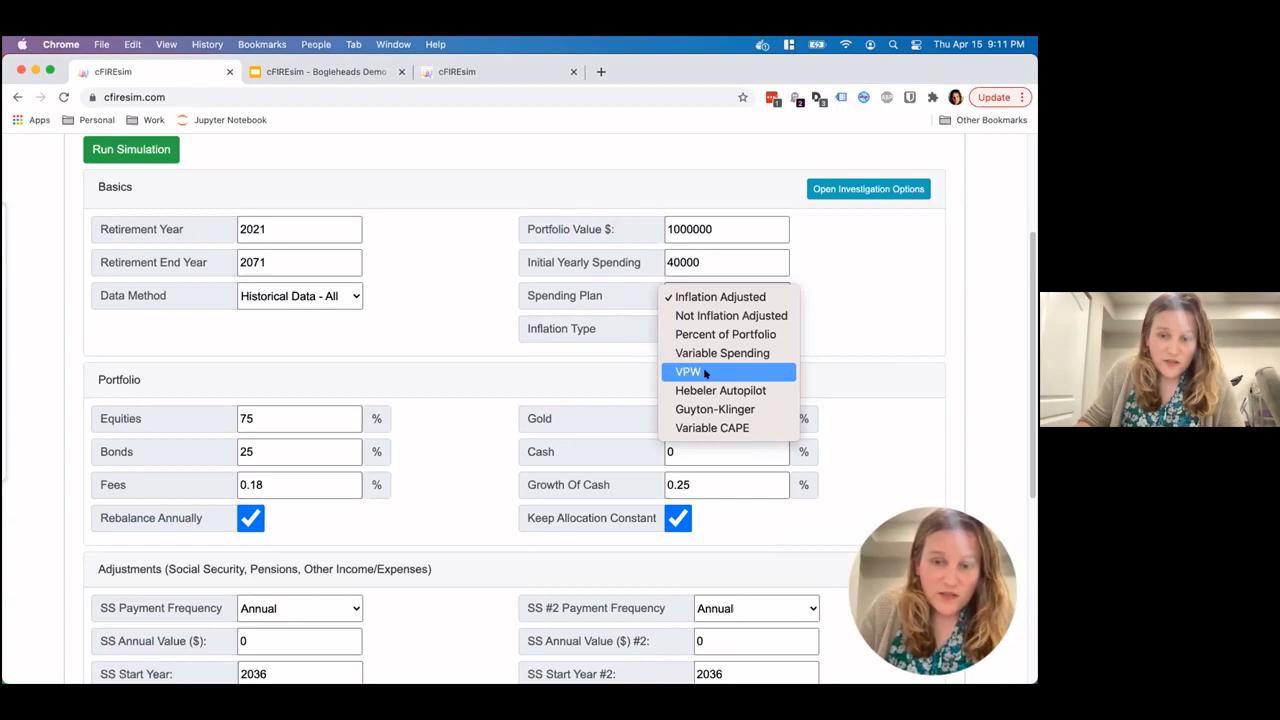 Chrome File Edit View History Bookmarks People Tab Window Help Thu Apr 15 9:11 PM
cFIREsim cFIREsim - Bogleheads Demo cFIREsim
cfiresim.com 1 2 3 ABP Update
Apps Personal Work Jupyter Notebook Other Bookmarks
Run Simulation
Basics Open Investigation Options
Retirement Year 2021 Portfolio Value $: 1000000
Retirement End Year 2071 Initial Yearly Spending 40000
Data Method Historical Data - All Spending Plan Inflation Adjusted
Not Inflation Adjusted
Inflation Type Percent of Portfolio
Variable Spending
VPW
Hebeler Autopilot
Guyton-Klinger
Variable CAPE
Portfolio
Equities 75 % Gold %
Bonds 25 % Cash 0 %
Fees 0.18 % Growth Of Cash 0.25 %
Rebalance Annually Keep Allocation Constant
Adjustments (Social Security, Pensions, Other Income/Expenses)
SS Payment Frequency Annual SS #2 Payment Frequency Annual
SS Annual Value ($): 0 SS Annual Value ($) #2: 0
SS Start Year: 2036 SS Start Year #2: 2036